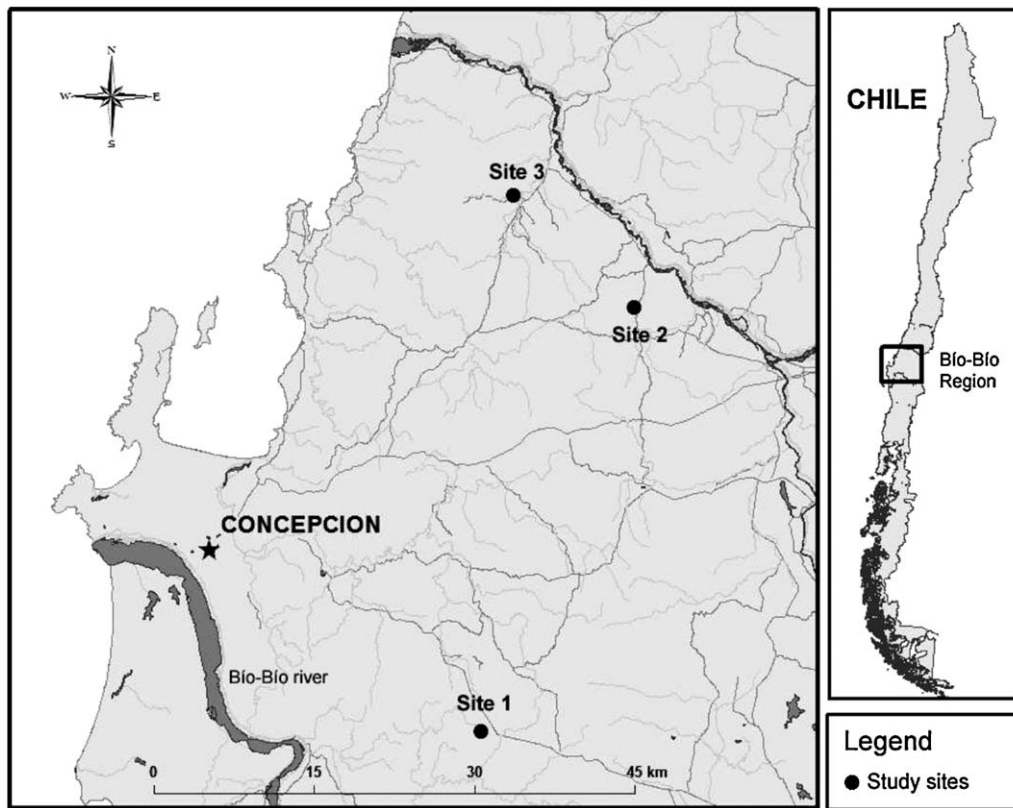 N
W E
S
Site 3
Site 2
CONCEPCION
Bío-Bío river
Site 1
0 15 30 45 km
CHILE
Bío-Bío
Region
Legend
Study sites